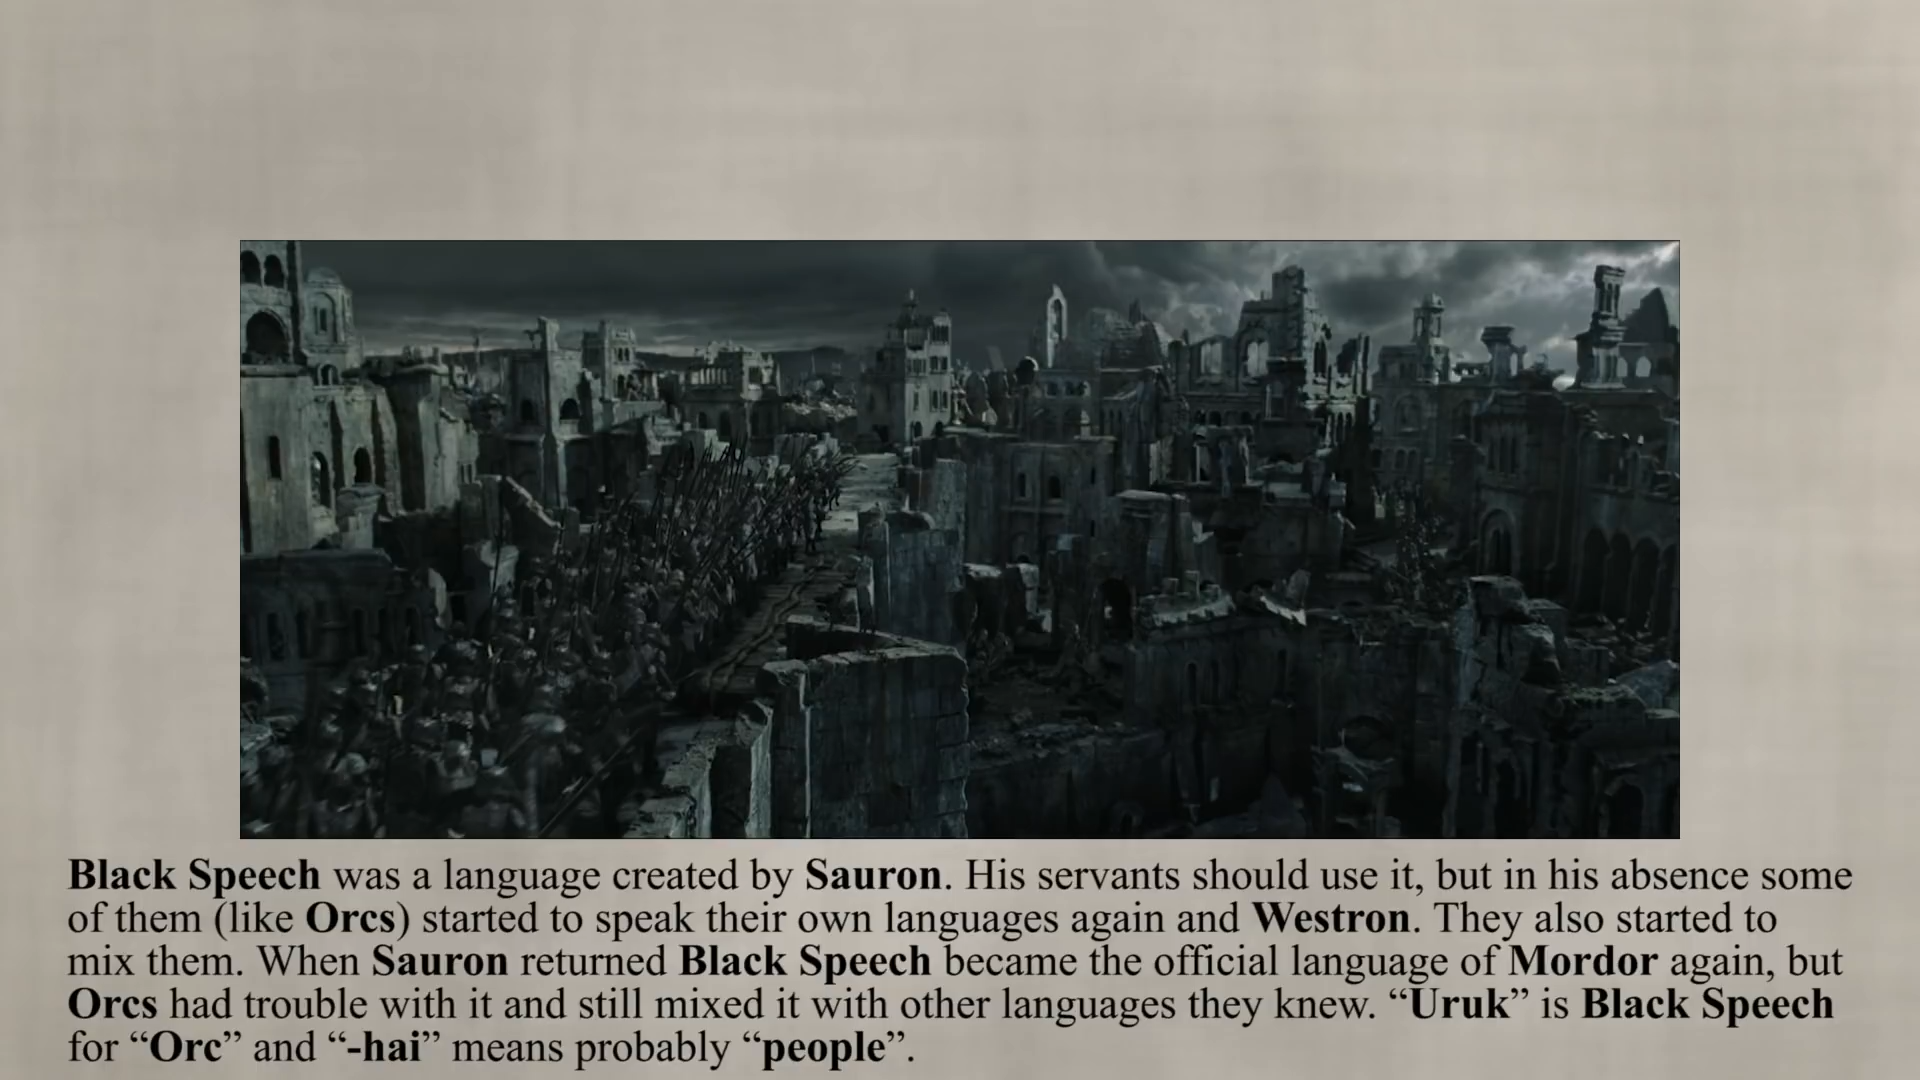 Black Speech was a language created by Sauron. His servants should use it, but in his absence some
of them (like Orcs) started to speak their own languages again and Westron. They also started to
mix them. When Sauron returned Black Speech became the official language of Mordor again, but
Orcs had trouble with it and still mixed it with other languages they knew. “Uruk” is Black Speech
for “Orc” and “-hai” means probably “people”.